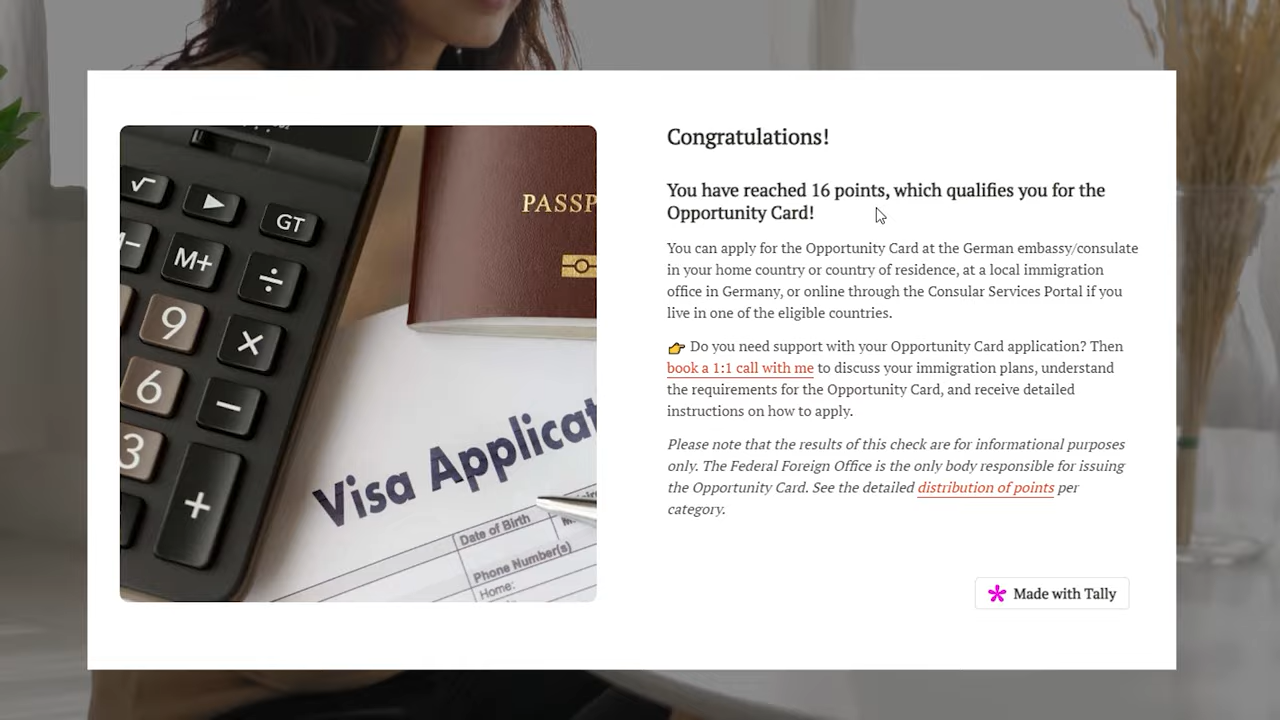 Congratulations!
You have reached 16 points, which qualifies you for the
Opportunity Card!
You can apply for the Opportunity Card at the German embassy/consulate
in your home country or country of residence, at a local immigration
office in Germany, or online through the Consular Services Portal if you
live in one of the eligible countries.
👉 Do you need support with your Opportunity Card application? Then
book a 1:1 call with me to discuss your immigration plans, understand
the requirements for the Opportunity Card, and receive detailed
instructions on how to apply.
Please note that the results of this check are for informational purposes
only. The Federal Foreign Office is the only body responsible for issuing
the Opportunity Card. See the detailed distribution of points per
category.
Made with Tally
√
▶
GT
M+
÷
9
×
6
−
3
+
PASSP
Visa Applicat
Date of Birth
Phone Number(s)
Home: